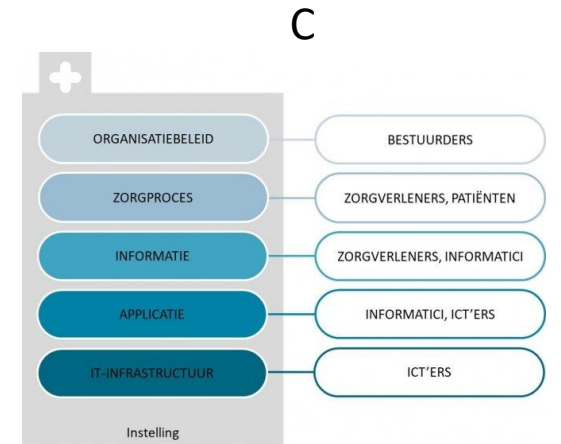 C
ORGANISATIEBELEID
BESTUURDERS
ZORGPROCES
ZORGVERLENERS, PATIËNTEN
INFORMATIE
ZORGVERLENERS, INFORMATICI
APPLICATIE
INFORMATICI, ICT'ERS
IT-INFRASTRUCTUUR
ICT'ERS
Instelling